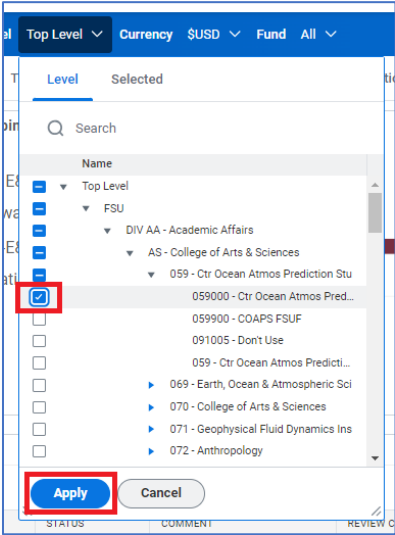 el Top Level Currency $USD Fund All
T Level Selected
Search
Name
Top Level
FSU
DIV AA - Academic Affairs
AS - College of Arts & Sciences
059 - Ctr Ocean Atmos Prediction Stu
059000 - Ctr Ocean Atmos Pred...
059900 - COAPS FSUF
091005 - Don't Use
059 - Ctr Ocean Atmos Predicti...
069 - Earth, Ocean & Atmospheric Sci
070 - College of Arts & Sciences
071 - Geophysical Fluid Dynamics Ins
072 - Anthropology
Apply Cancel
STATUS COMMENT REVIEW C